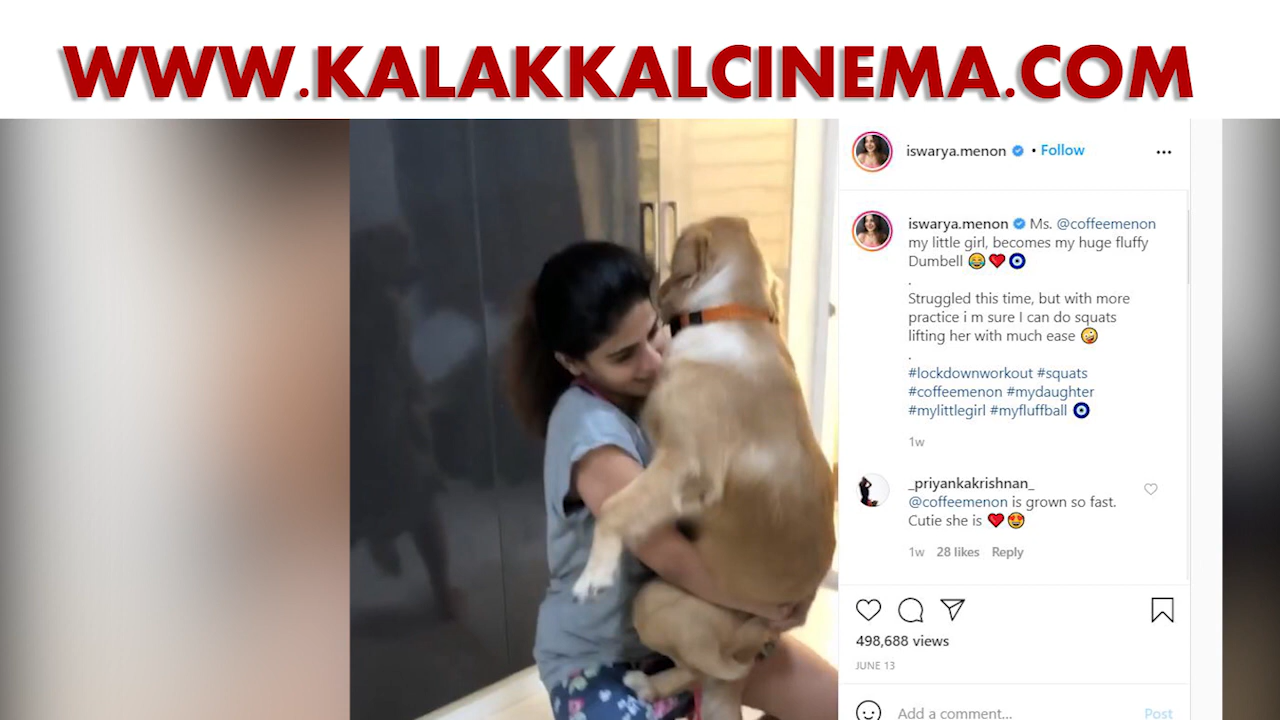 WWW.KALAKKALCINEMA.COM
iswarya.menon • Follow
iswarya.menon Ms. @coffeemenon
my little girl, becomes my huge fluffy
Dumbell 😂❤️🧿
.
Struggled this time, but with more
practice i m sure I can do squats
lifting her with much ease 🤪
.
#lockdownworkout #squats
#coffeemenon #mydaughter
#mylittlegirl #myfluffball 🧿
1w
_priyankakrishnan_
@coffeemenon is grown so fast.
Cutie she is ❤️😍
1w 28 likes Reply
498,688 views
JUNE 13
Add a comment... Post